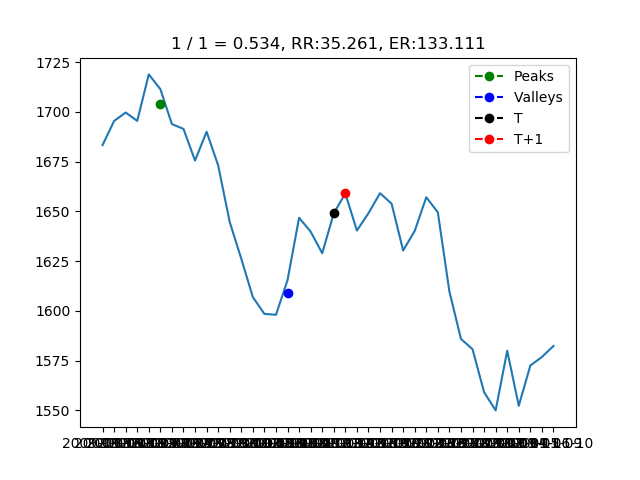 1 / 1 = 0.534, RR:35.261, ER:133.111
1725
1700
1675
1650
1625
1600
1575
1550
Peaks
Valleys
T
T+1